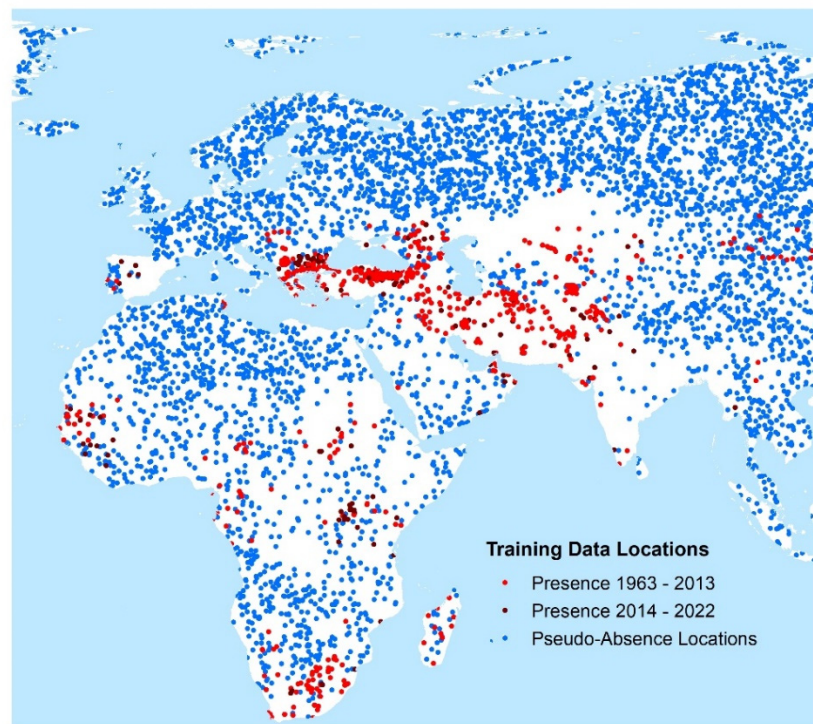 Training Data Locations
Presence 1963 - 2013
Presence 2014 - 2022
Pseudo-Absence Locations